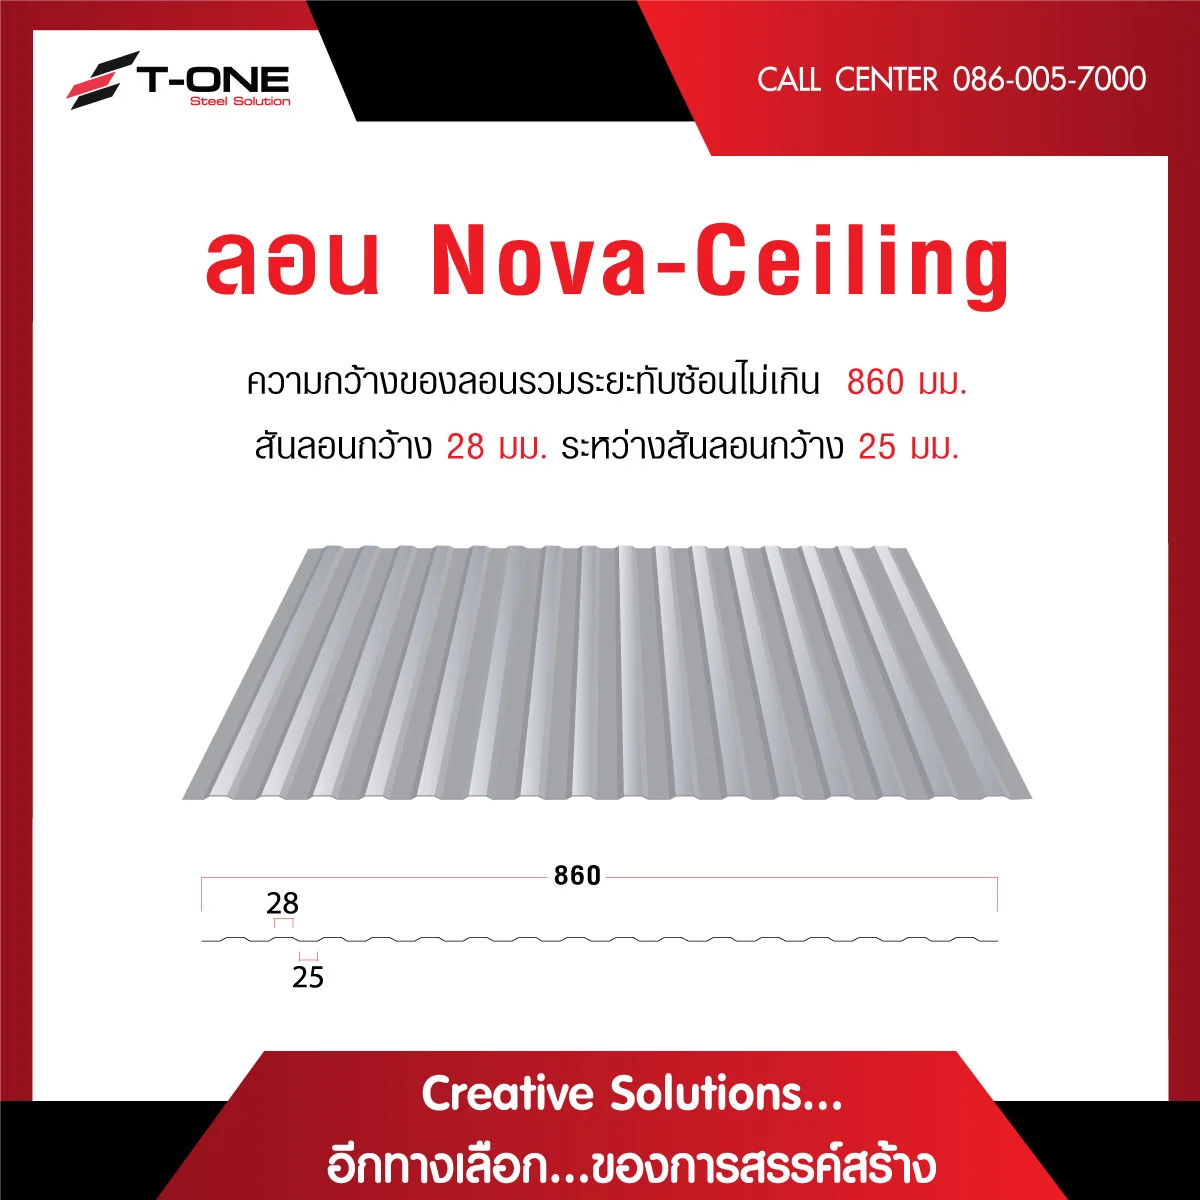 T-ONE
Steel Solution
CALL CENTER 086-005-7000
ลอน Nova-Ceiling
ความกว้างของลอนรวมระยะทับซ้อนไม่เกิน 860 มม.
สันลอนกว้าง 28 มม. ระหว่างสันลอนกว้าง 25 มม.
860
28
25
Creative Solutions...
อีกทางเลือก...ของการสรรค์สร้าง